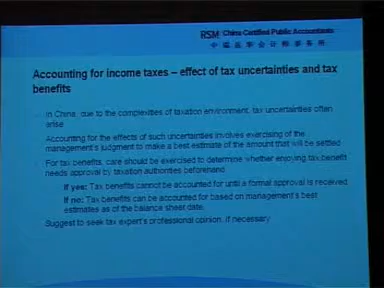 RSM China Certified Public Accountants
中瑞岳华会计师事务所
Accounting for income taxes – effect of tax uncertainties and tax
benefits
In China, due to the complexities of taxation environment, tax uncertainties often
arise
Accounting for the effects of such uncertainties involves exercising of the
management's judgment to make a best estimate of the amount that will be settled
For tax benefits, care should be exercised to determine whether enjoying tax benefit
needs approval by taxation authorities beforehand
If yes: Tax benefits cannot be accounted for until a formal approval is received
If no: Tax benefits can be accounted for based on management's best
estimates as of the balance sheet date.
Suggest to seek tax expert's professional opinion, if necessary